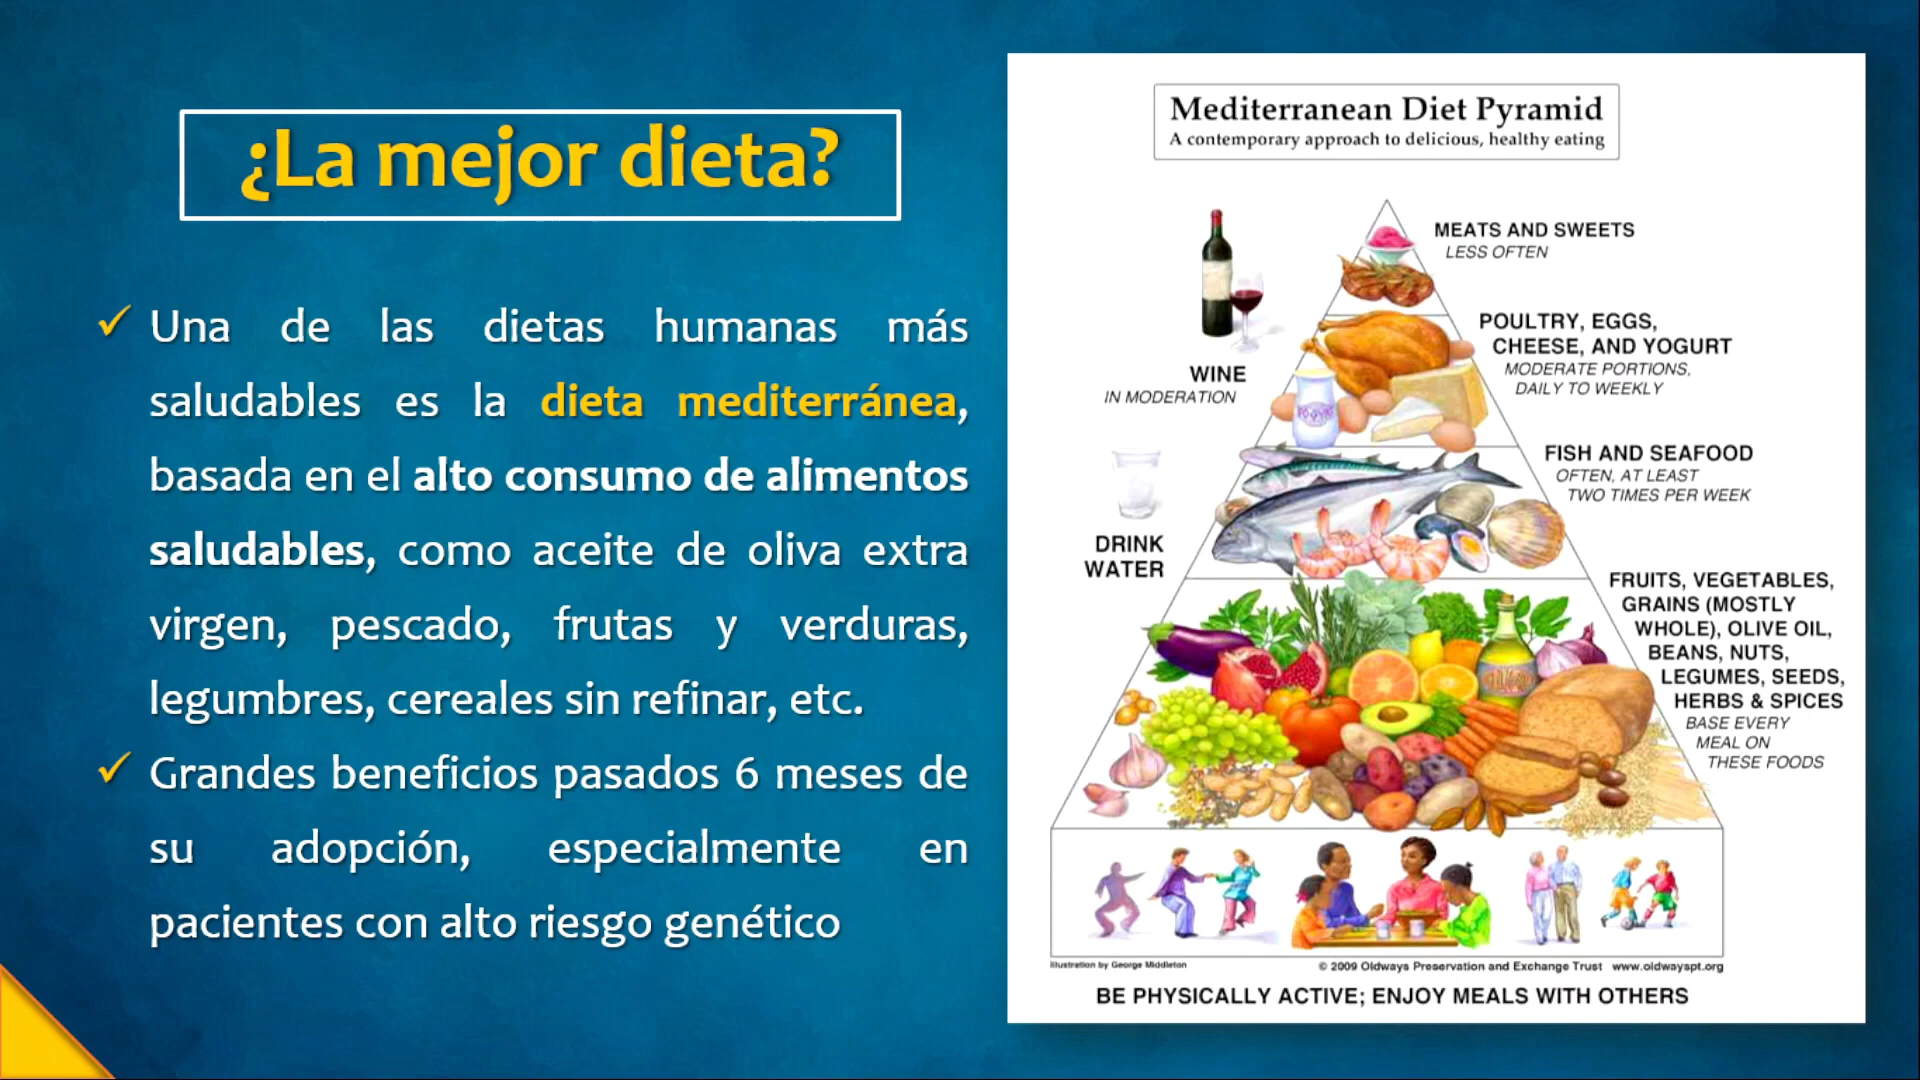 ¿La mejor dieta?
Una de las dietas humanas más
saludables es la dieta mediterránea,
basada en el alto consumo de alimentos
saludables, como aceite de oliva extra
virgen, pescado, frutas y verduras,
legumbres, cereales sin refinar, etc.
Grandes beneficios pasados 6 meses de
su adopción, especialmente en
pacientes con alto riesgo genético
Mediterranean Diet Pyramid
A contemporary approach to delicious, healthy eating
MEATS AND SWEETS
LESS OFTEN
WINE
IN MODERATION
POULTRY, EGGS,
CHEESE, AND YOGURT
MODERATE PORTIONS,
DAILY TO WEEKLY
YOGURT
FISH AND SEAFOOD
OFTEN, AT LEAST
TWO TIMES PER WEEK
DRINK
WATER
FRUITS, VEGETABLES,
GRAINS (MOSTLY
WHOLE), OLIVE OIL,
BEANS, NUTS,
LEGUMES, SEEDS,
HERBS & SPICES
BASE EVERY
MEAL ON
THESE FOODS
Illustration by George Middleton
© 2009 Oldways Preservation and Exchange Trust www.oldwayspt.org
BE PHYSICALLY ACTIVE; ENJOY MEALS WITH OTHERS